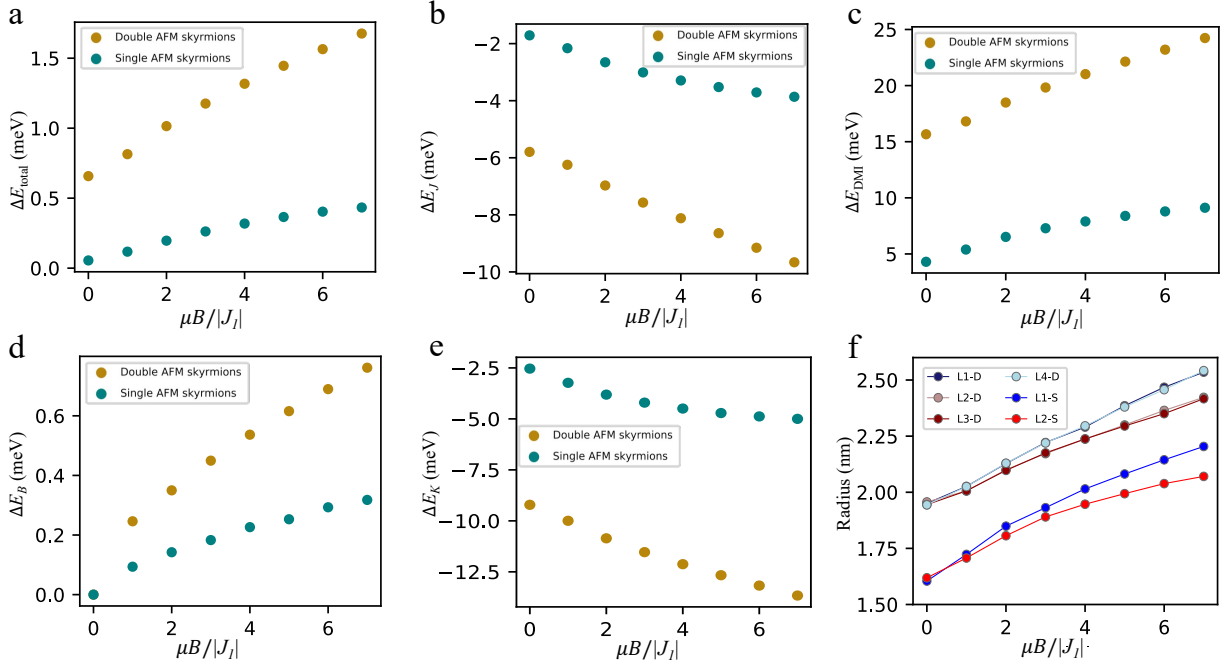 a
Double AFM skyrmions
Single AFM skyrmions
1.5
1.0
0.5
0.0
ΔE_total (meV)
0 2 4 6
μB/|J_1|
b
Double AFM skyrmions
Single AFM skyrmions
−2
−4
−6
−8
−10
ΔE_J (meV)
0 2 4 6
μB/|J_1|
c
Double AFM skyrmions
Single AFM skyrmions
25
20
15
10
5
ΔE_DMI (meV)
0 2 4 6
μB/|J_1|
d
Double AFM skyrmions
Single AFM skyrmions
0.6
0.4
0.2
0.0
ΔE_B (meV)
0 2 4 6
μB/|J_1|
e
Double AFM skyrmions
Single AFM skyrmions
−2.5
−5.0
−7.5
−10.0
−12.5
ΔE_K (meV)
0 2 4 6
μB/|J_1|
f
L1-D L4-D
L2-D L1-S
L3-D L2-S
2.50
2.25
2.00
1.75
1.50
Radius (nm)
0 2 4 6
μB/|J_1|.